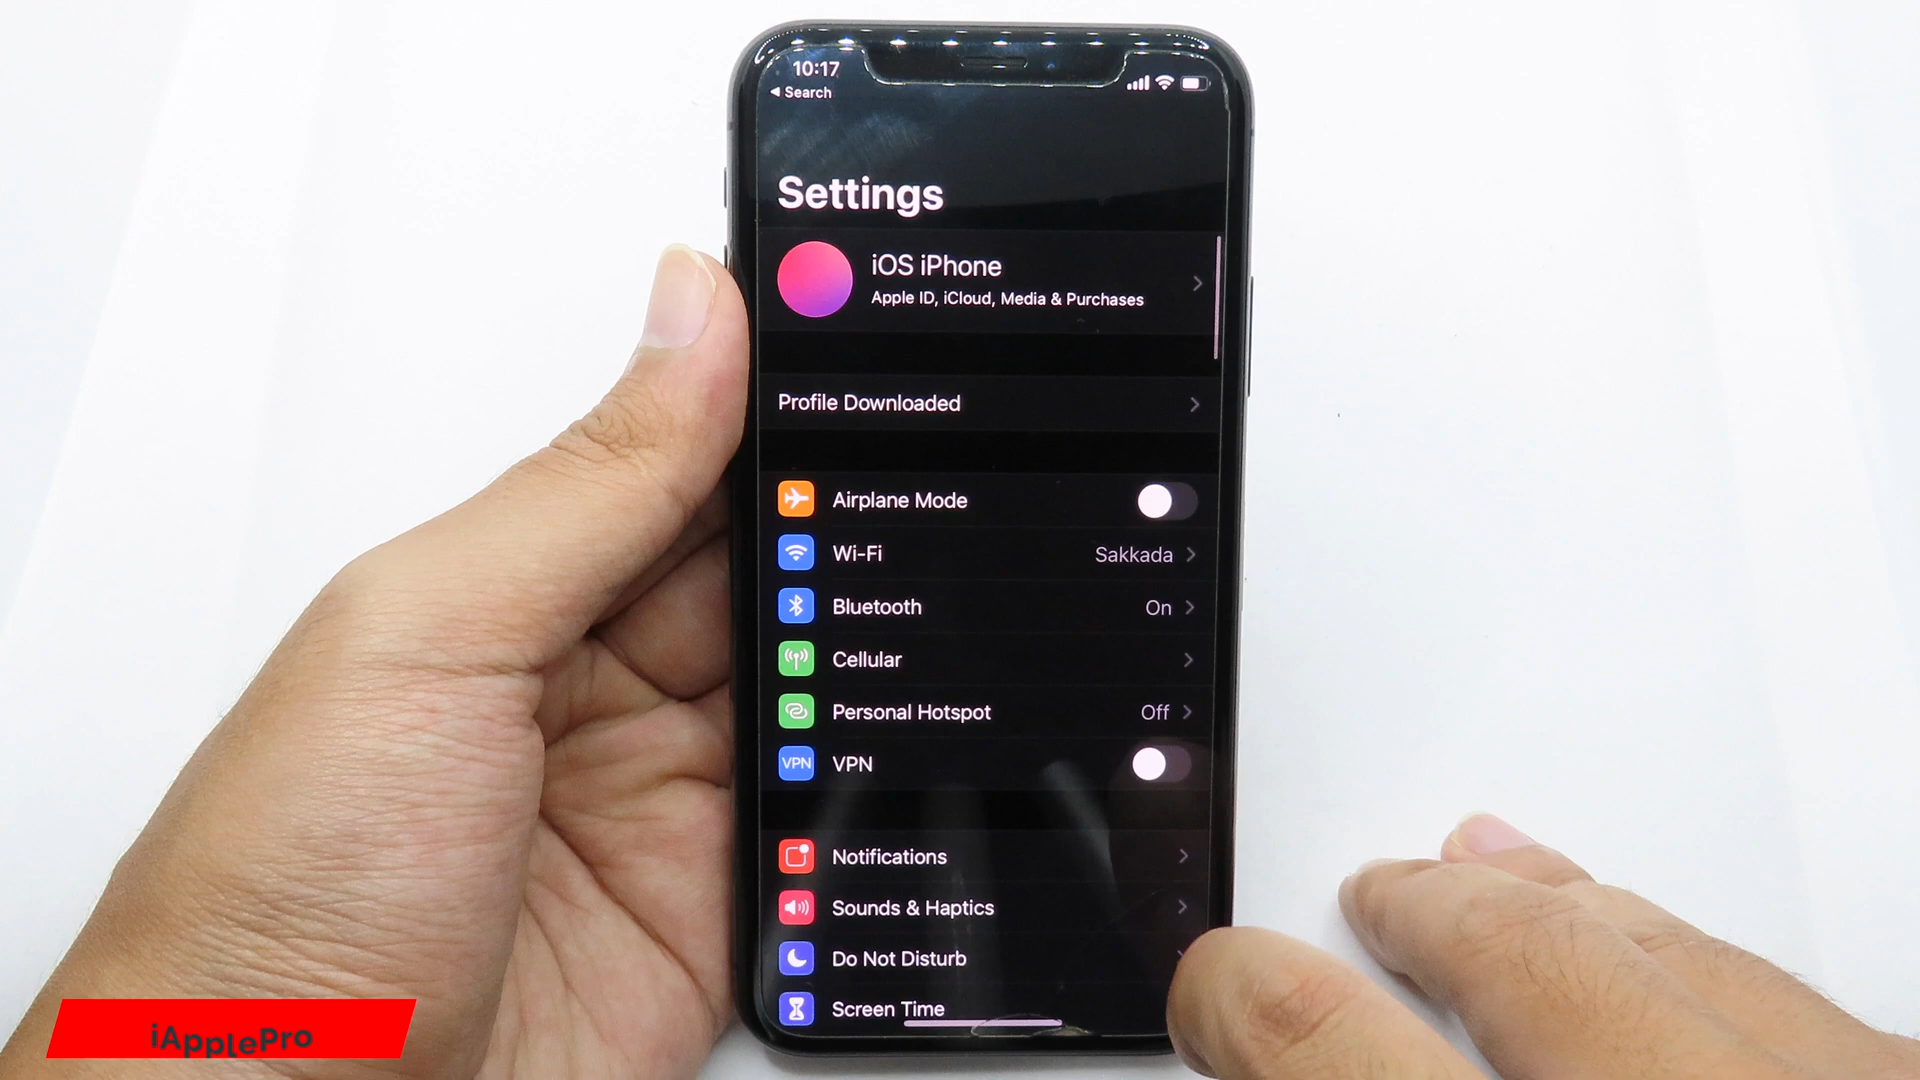 10:17
◀ Search
Settings
iOS iPhone
Apple ID, iCloud, Media & Purchases
Profile Downloaded
Airplane Mode
Wi-Fi Sakkada
Bluetooth On
Cellular
Personal Hotspot Off
VPN VPN
Notifications
Sounds & Haptics
Do Not Disturb
Screen Time
iApplePro